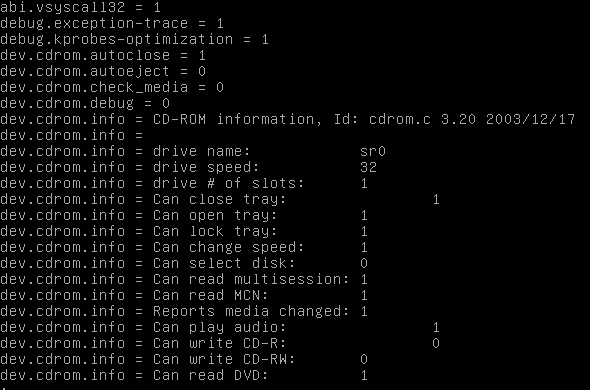 abi.vsyscall32 = 1
debug.exception-trace = 1
debug.kprobes-optimization = 1
dev.cdrom.autoclose = 1
dev.cdrom.autoeject = 0
dev.cdrom.check_media = 0
dev.cdrom.debug = 0
dev.cdrom.info = CD-ROM information, Id: cdrom.c 3.20 2003/12/17
dev.cdrom.info =
dev.cdrom.info = drive name: sr0
dev.cdrom.info = drive speed: 32
dev.cdrom.info = drive # of slots: 1
dev.cdrom.info = Can close tray: 1
dev.cdrom.info = Can open tray: 1
dev.cdrom.info = Can lock tray: 1
dev.cdrom.info = Can change speed: 1
dev.cdrom.info = Can select disk: 0
dev.cdrom.info = Can read multisession: 1
dev.cdrom.info = Can read MCN: 1
dev.cdrom.info = Reports media changed: 1
dev.cdrom.info = Can play audio: 1
dev.cdrom.info = Can write CD-R: 0
dev.cdrom.info = Can write CD-RW: 0
dev.cdrom.info = Can read DVD: 1